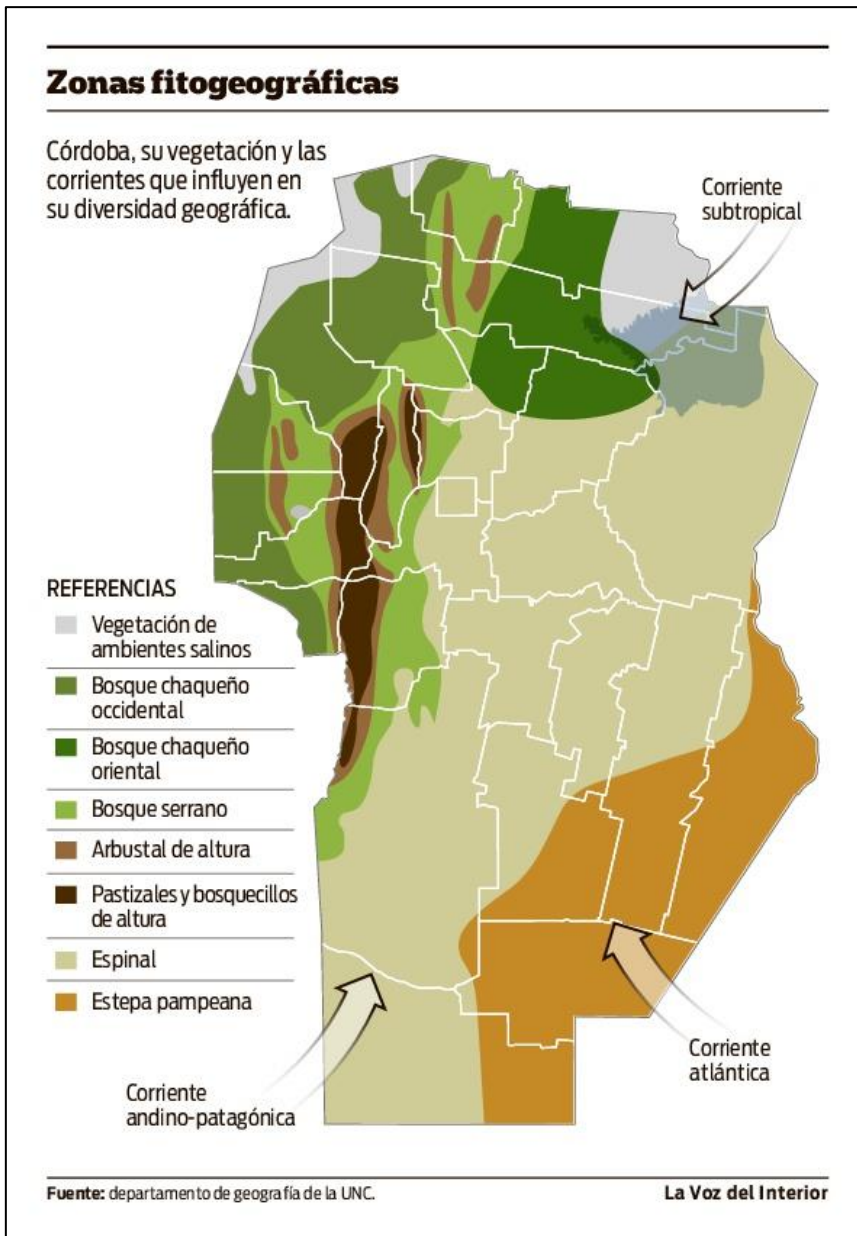 Zonas fitogeográficas
Córdoba, su vegetación y las
corrientes que influyen en
su diversidad geográfica.
Corriente
subtropical
REFERENCIAS
Vegetación de
ambientes salinos
Bosque chaqueño
occidental
Bosque chaqueño
oriental
Bosque serrano
Arbustal de altura
Pastizales y bosquecillos
de altura
Espinal
Estepa pampeana
Corriente
andino-patagónica
Corriente
atlántica
Fuente: departamento de geografía de la UNC.
La Voz del Interior